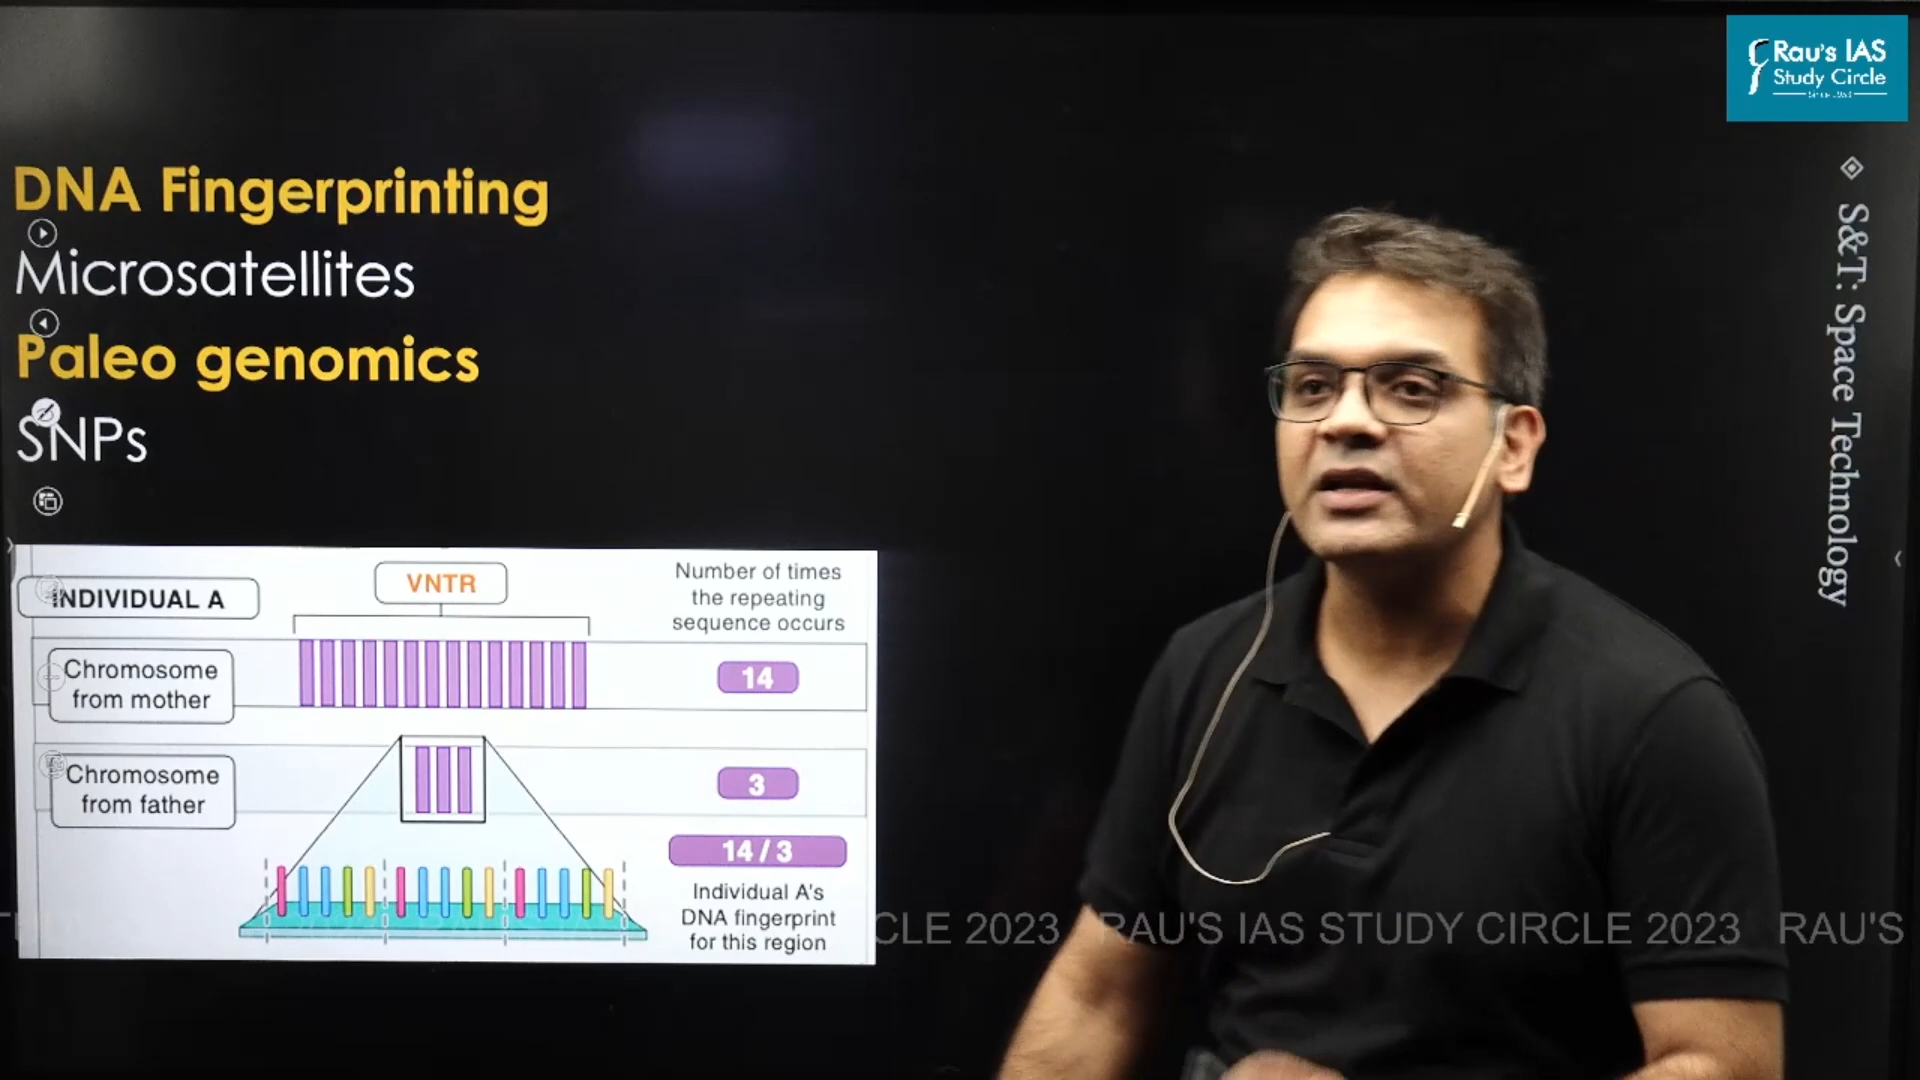 Rau's IAS
Study Circle
DNA Fingerprinting
Microsatellites
Paleo genomics
SNPs
S&T: Space Technology
INDIVIDUAL A
VNTR
Number of times
the repeating
sequence occurs
Chromosome
from mother
14
Chromosome
from father
3
14 / 3
Individual A's
DNA fingerprint
for this region
CLE 2023 RAU'S IAS STUDY CIRCLE 2023 RAU'S